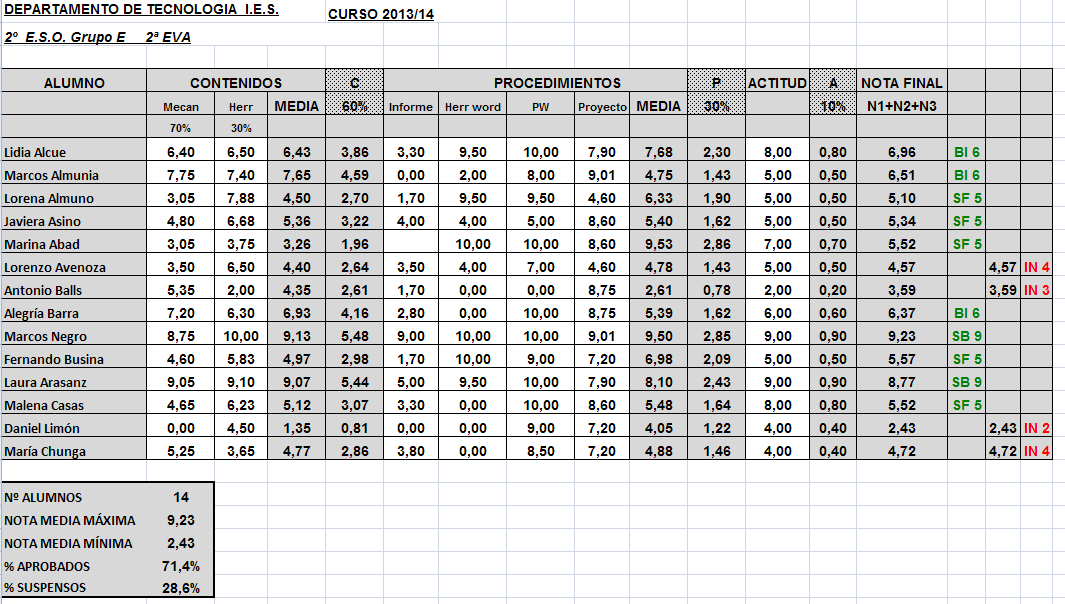 DEPARTAMENTO DE TECNOLOGIA I.E.S. CURSO 2013/14
2º E.S.O. Grupo E 2ª EVA
ALUMNO CONTENIDOS C PROCEDIMIENTOS P ACTITUD A NOTA FINAL
Mecan Herr MEDIA 60% Informe Herr word PW Proyecto MEDIA 30% 10% N1+N2+N3
70% 30%
Lidia Alcue 6,40 6,50 6,43 3,86 3,30 9,50 10,00 7,90 7,68 2,30 8,00 0,80 6,96 BI 6
Marcos Almunia 7,75 7,40 7,65 4,59 0,00 2,00 8,00 9,01 4,75 1,43 5,00 0,50 6,51 BI 6
Lorena Almuno 3,05 7,88 4,50 2,70 1,70 9,50 9,50 4,60 6,33 1,90 5,00 0,50 5,10 SF 5
Javiera Asino 4,80 6,68 5,36 3,22 4,00 4,00 5,00 8,60 5,40 1,62 5,00 0,50 5,34 SF 5
Marina Abad 3,05 3,75 3,26 1,96 10,00 10,00 8,60 9,53 2,86 7,00 0,70 5,52 SF 5
Lorenzo Avenoza 3,50 6,50 4,40 2,64 3,50 4,00 7,00 4,60 4,78 1,43 5,00 0,50 4,57 4,57 IN 4
Antonio Balls 5,35 2,00 4,35 2,61 1,70 0,00 0,00 8,75 2,61 0,78 2,00 0,20 3,59 3,59 IN 3
Alegría Barra 7,20 6,30 6,93 4,16 2,80 0,00 10,00 8,75 5,39 1,62 6,00 0,60 6,37 BI 6
Marcos Negro 8,75 10,00 9,13 5,48 9,00 10,00 10,00 9,01 9,50 2,85 9,00 0,90 9,23 SB 9
Fernando Busina 4,60 5,83 4,97 2,98 1,70 10,00 9,00 7,20 6,98 2,09 5,00 0,50 5,57 SF 5
Laura Arasanz 9,05 9,10 9,07 5,44 5,00 9,50 10,00 7,90 8,10 2,43 9,00 0,90 8,77 SB 9
Malena Casas 4,65 6,23 5,12 3,07 3,30 0,00 10,00 8,60 5,48 1,64 8,00 0,80 5,52 SF 5
Daniel Limón 0,00 4,50 1,35 0,81 0,00 0,00 9,00 7,20 4,05 1,22 4,00 0,40 2,43 2,43 IN 2
María Chunga 5,25 3,65 4,77 2,86 3,80 0,00 8,50 7,20 4,88 1,46 4,00 0,40 4,72 4,72 IN 4
Nº ALUMNOS 14
NOTA MEDIA MÁXIMA 9,23
NOTA MEDIA MÍNIMA 2,43
% APROBADOS 71,4%
% SUSPENSOS 28,6%